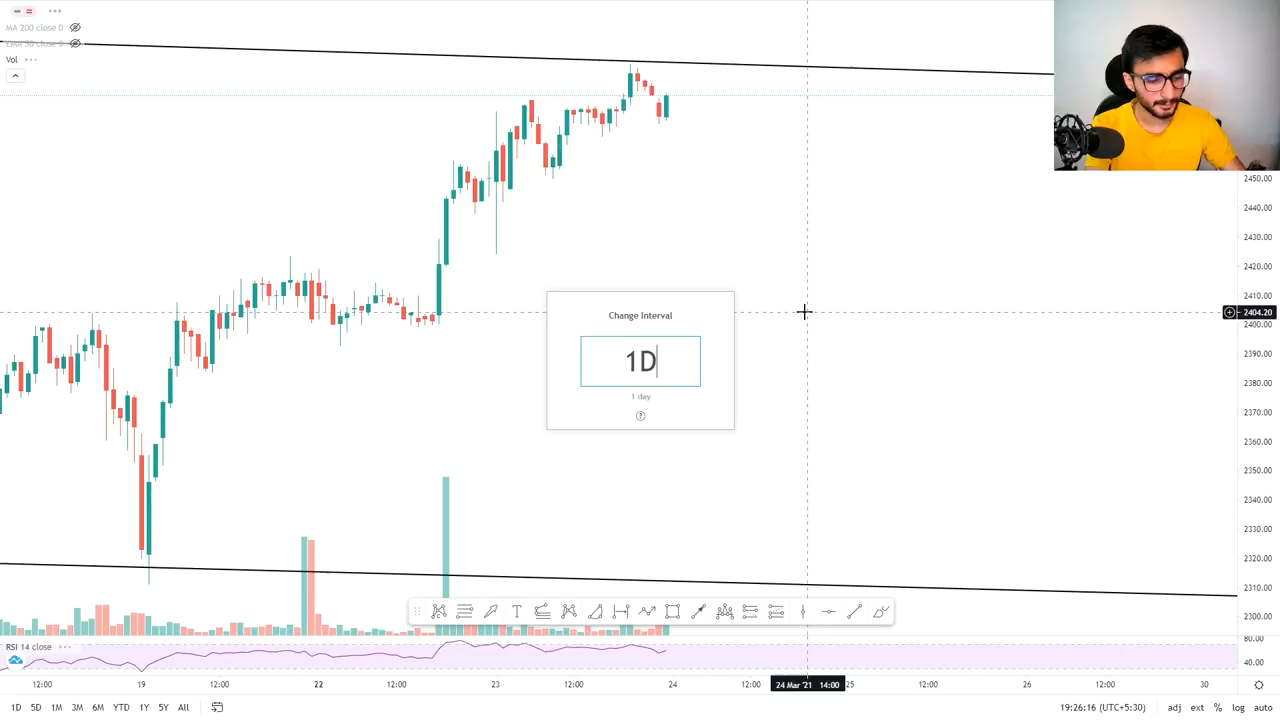 MA 200 close 0
EMA 50 close 0
Vol
Change Interval
1D
1 day
2450.00
2440.00
2430.00
2420.00
2410.00
2404.20
2400.00
2390.00
2380.00
2370.00
2360.00
2350.00
2340.00
2330.00
2320.00
2310.00
2300.00
80.00
RSI 14 close
40.00
12:00 19 12:00 22 12:00 23 12:00 24 12:00 24 Mar '21 14:00 25 12:00 26 12:00 30
1D 5D 1M 3M 6M YTD 1Y 5Y All 19:26:16 (UTC+5:30) adj ext % log auto